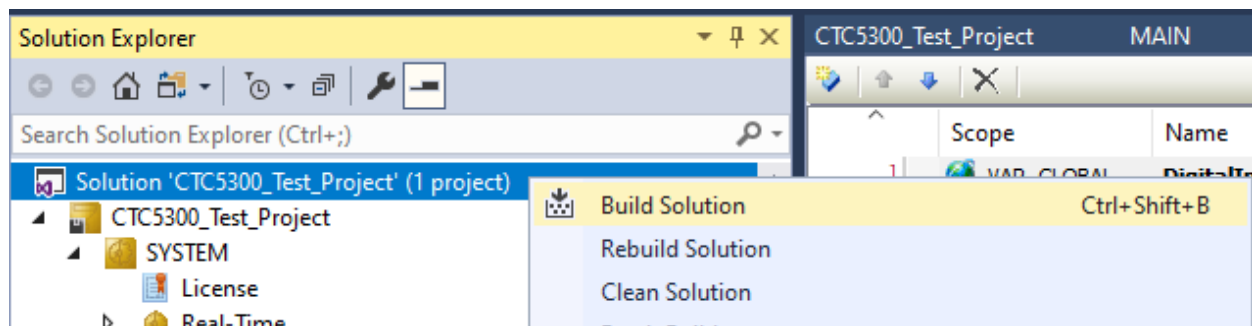 Solution Explorer
CTC5300_Test_Project MAIN
Search Solution Explorer (Ctrl+;)
Scope Name
Solution 'CTC5300_Test_Project' (1 project)
1 VAR_GLOBAL
Build Solution Ctrl+Shift+B
CTC5300_Test_Project
Rebuild Solution
SYSTEM
License
Clean Solution
Real-Time